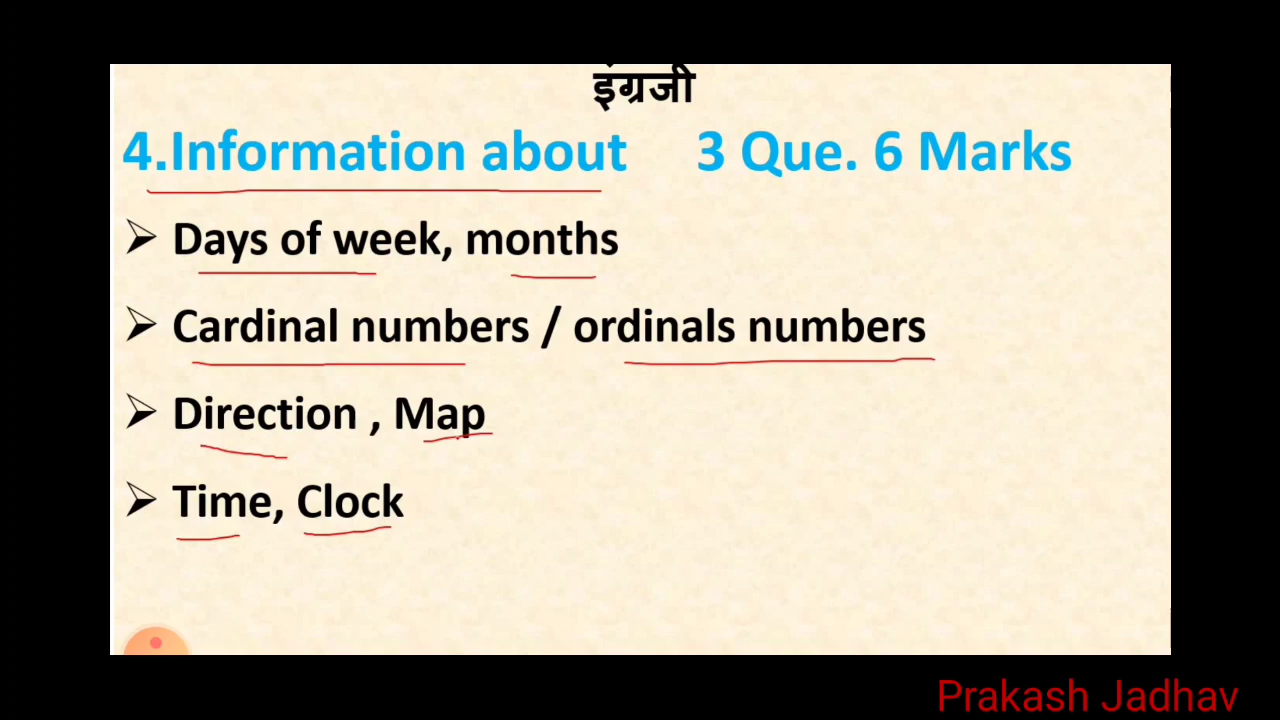 इंग्रजी
4.Information about 3 Que. 6 Marks
➢ Days of week, months
➢ Cardinal numbers / ordinals numbers
➢ Direction , Map
➢ Time, Clock
Prakash Jadhav